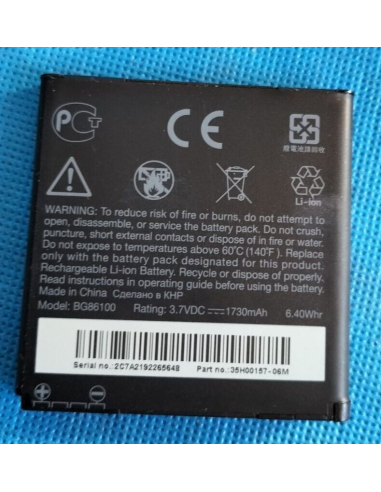 PCT
CE
廢電池請回收
Li-ion
WARNING: To reduce risk of fire or burns, do not attempt to
open, disassemble, or service the battery pack. Do not crush,
puncture, short external contacts or dispose of in fire or water.
Do not expose to temperatures above 60°C (140°F). Replace
only with the battery pack designated for this product.
Rechargeable Li-ion Battery. Recycle or dispose of properly.
Read instructions in operating guide before using battery pack.
Made in China Сделано в КНР
Model: BG86100 Rating: 3.7VDC 1730mAh 6.40Whr
S/N: 2C7A2192265648 Part no.: 35H00157-06M